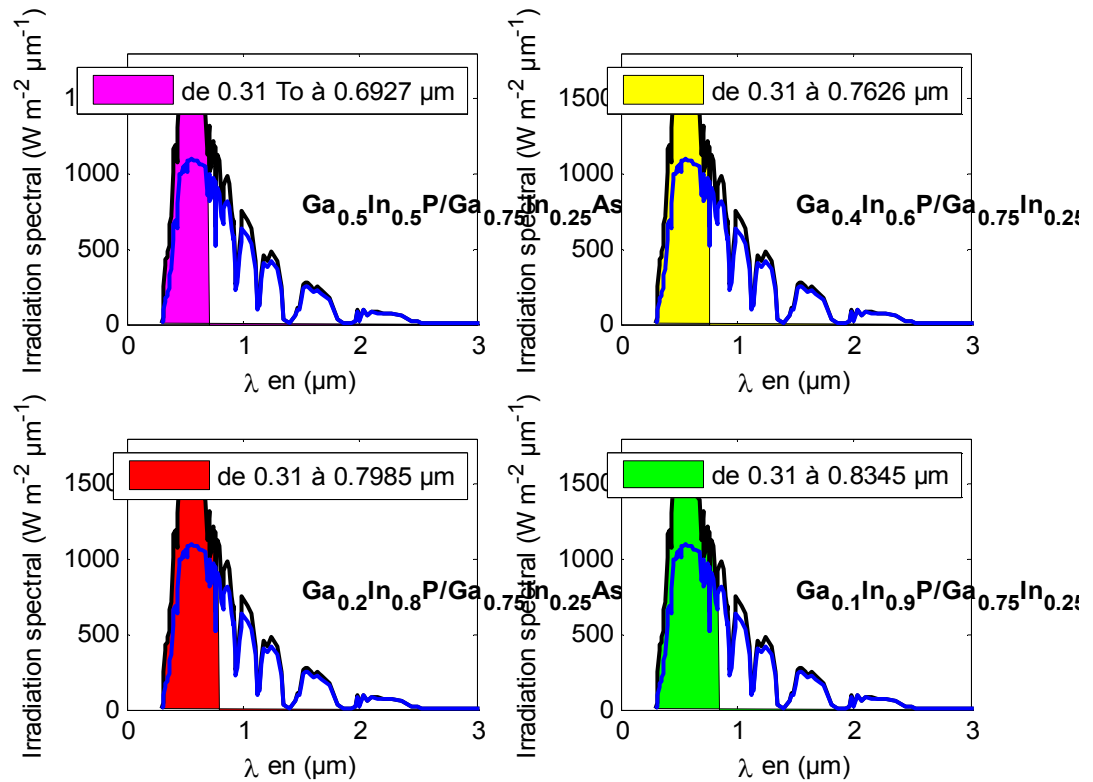 Irradiation spectral (W m-2 µm-1)
1500
1000
500
0
de 0.31 To à 0.6927 µm
Ga0.5In0.5P/Ga0.75In0.25As
0 1 2 3
λ en (µm)
Irradiation spectral (W m-2 µm-1)
1500
1000
500
0
de 0.31 à 0.7626 µm
Ga0.4In0.6P/Ga0.75In0.25
0 1 2 3
λ en (µm)
Irradiation spectral (W m-2 µm-1)
1500
1000
500
0
de 0.31 à 0.7985 µm
Ga0.2In0.8P/Ga0.75In0.25As
0 1 2 3
λ en (µm)
Irradiation spectral (W m-2 µm-1)
1500
1000
500
0
de 0.31 à 0.8345 µm
Ga0.1In0.9P/Ga0.75In0.25
0 1 2 3
λ en (µm)